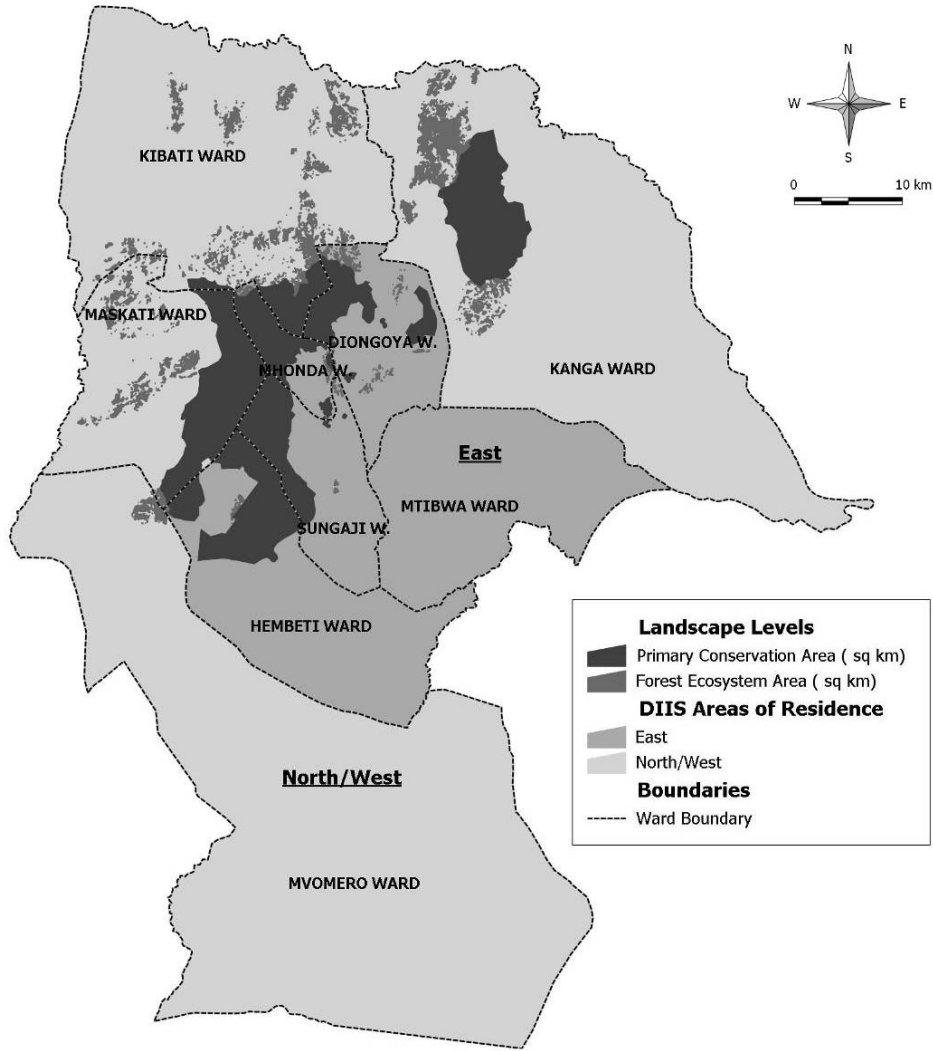 N
W E
S
0 10 km
KIBATI WARD
MASKATI WARD
DIONGOYA W.
MHONDA W.
KANGA WARD
East
MTIBWA WARD
SUNGAJI W.
HEMBETI WARD
North/West
MVOMERO WARD
Landscape Levels
Primary Conservation Area ( sq km)
Forest Ecosystem Area ( sq km)
DIIS Areas of Residence
East
North/West
Boundaries
Ward Boundary